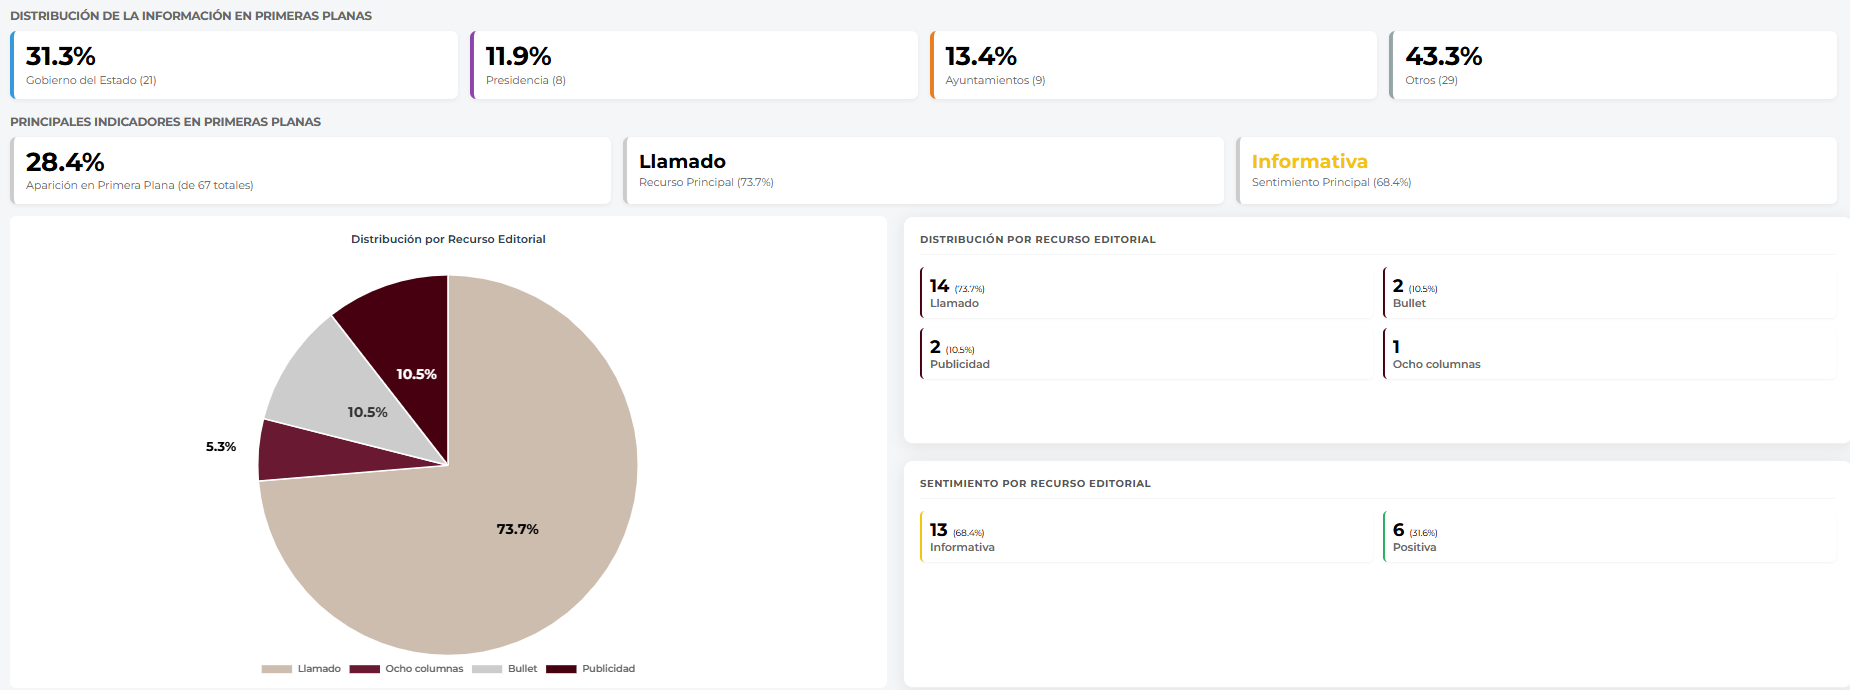 DISTRIBUCIÓN DE LA INFORMACIÓN EN PRIMERAS PLANAS
31.3%
Gobierno del Estado (21)
11.9%
Presidencia (8)
13.4%
Ayuntamientos (9)
43.3%
Otros (29)
PRINCIPALES INDICADORES EN PRIMERAS PLANAS
28.4%
Aparición en Primera Plana (de 67 totales)
Llamado
Recurso Principal (73.7%)
Informativa
Sentimiento Principal (68.4%)
Distribución por Recurso Editorial
10.5%
10.5%
5.3%
73.7%
Llamado Ocho columnas Bullet Publicidad
DISTRIBUCIÓN POR RECURSO EDITORIAL
14 (73.7%)
Llamado
2 (10.5%)
Bullet
2 (10.5%)
Publicidad
1
Ocho columnas
SENTIMIENTO POR RECURSO EDITORIAL
13 (68.4%)
Informativa
6 (31.6%)
Positiva